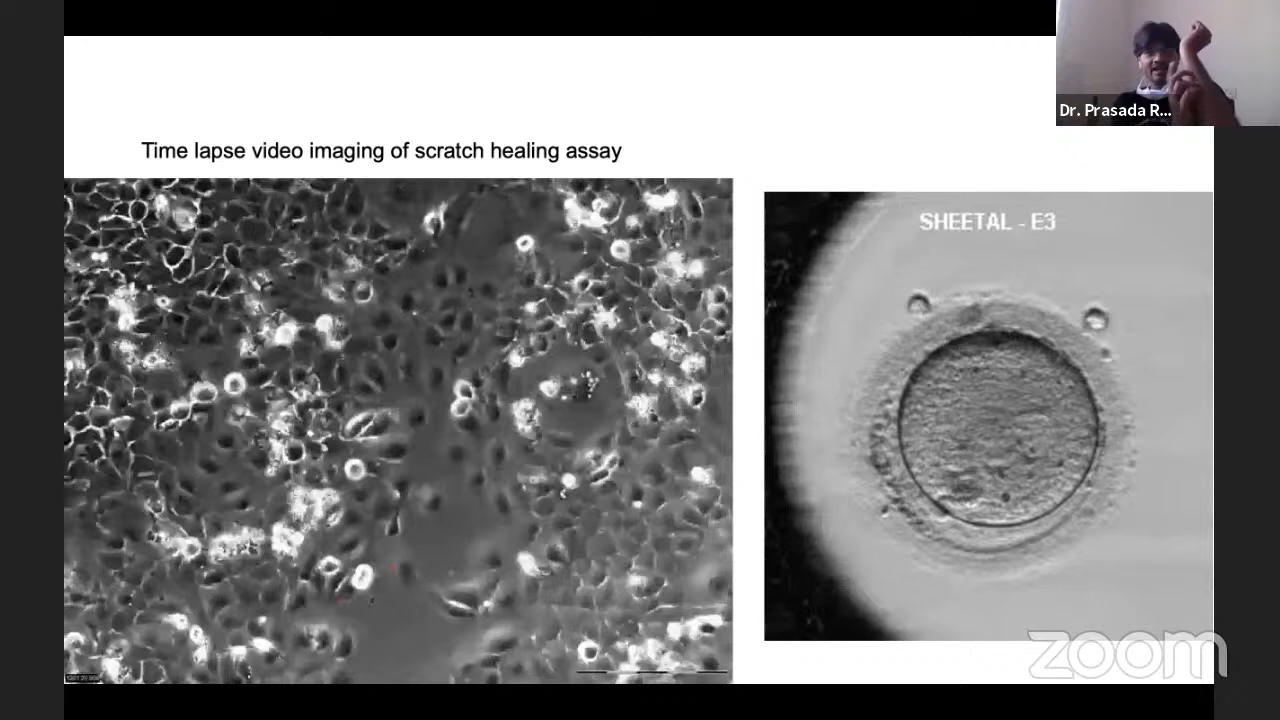 Dr. Prasada R...
Time lapse video imaging of scratch healing assay
SHEETAL - E3
zoom